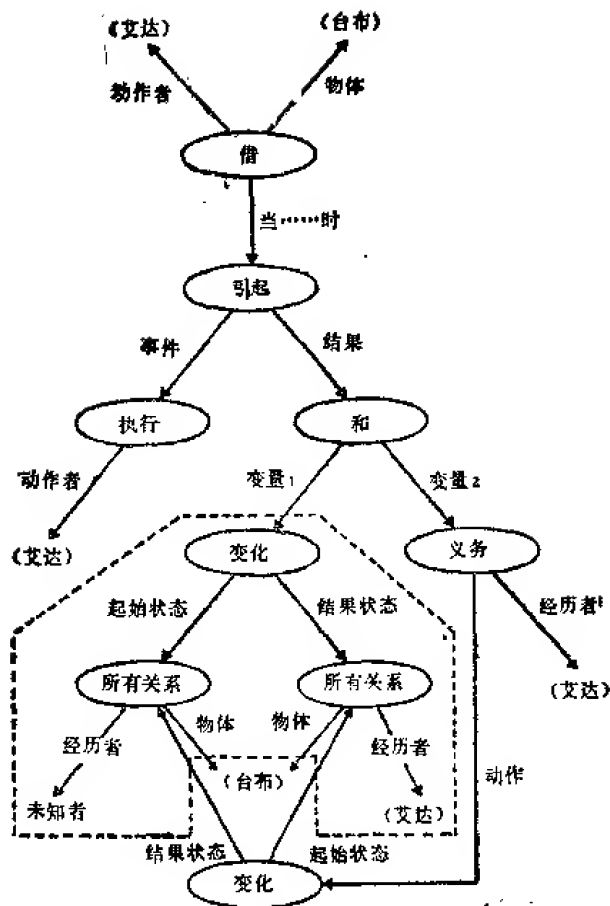 (艾达) (台布)
动作者 物体
借
当……时
引起
事件 结果
执行 和
动作者 变量1 变量2
(艾达) 变化 义务
起始状态 结果状态 经历者
所有关系 所有关系 (艾达)
物体 物体
经历者 经历者
(台布) 动作
未知者 (艾达)
结果状态 起始状态
变化